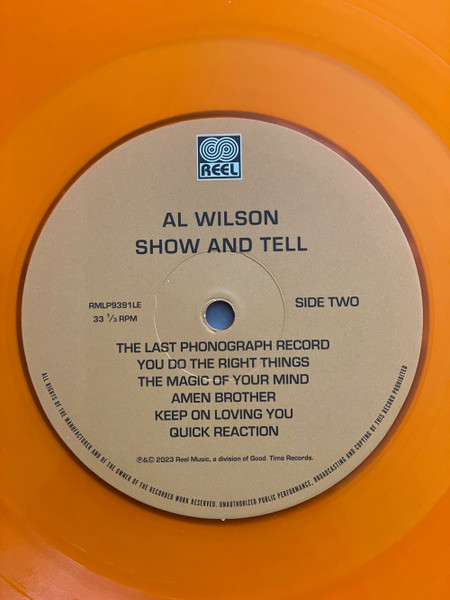 REEL
AL WILSON
SHOW AND TELL
RMLP9391LE
33 ⅓ RPM
SIDE TWO
THE LAST PHONOGRAPH RECORD
YOU DO THE RIGHT THINGS
THE MAGIC OF YOUR MIND
AMEN BROTHER
KEEP ON LOVING YOU
QUICK REACTION
℗&© 2023 Reel Music, a division of Good Time Records.
ALL RIGHTS OF THE MANUFACTURER AND OF THE OWNER OF THE RECORDED WORK RESERVED. UNAUTHORIZED PUBLIC PERFORMANCE, BROADCASTING AND COPYING OF THIS RECORD PROHIBITED